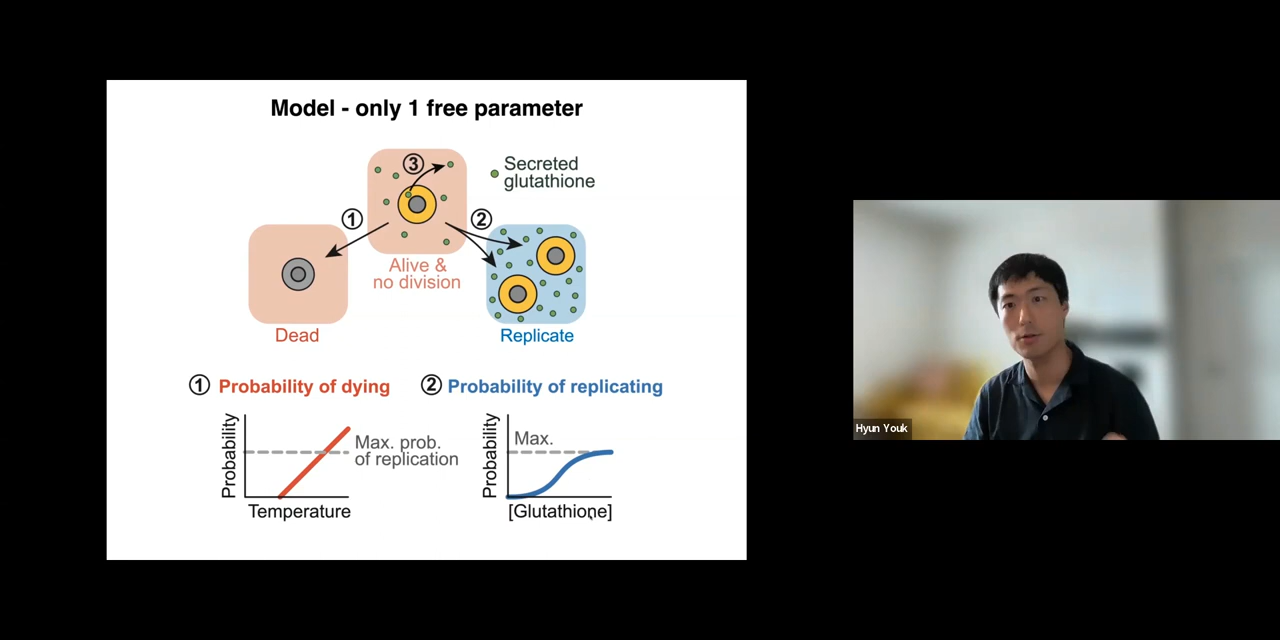 Model - only 1 free parameter
③
Secreted
glutathione
①
②
Alive &
no division
Dead
Replicate
① Probability of dying
② Probability of replicating
Probability
Max. prob.
of replication
Temperature
Probability
Max.
[Glutathione]
Hyun Youk